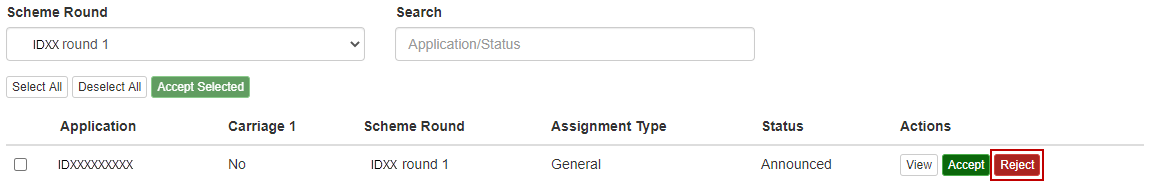 Scheme Round Search
IDXX round 1 Application/Status
Select All Deselect All Accept Selected
Application Carriage 1 Scheme Round Assignment Type Status Actions
IDXXXXXXXXX No IDXX round 1 General Announced View Accept Reject